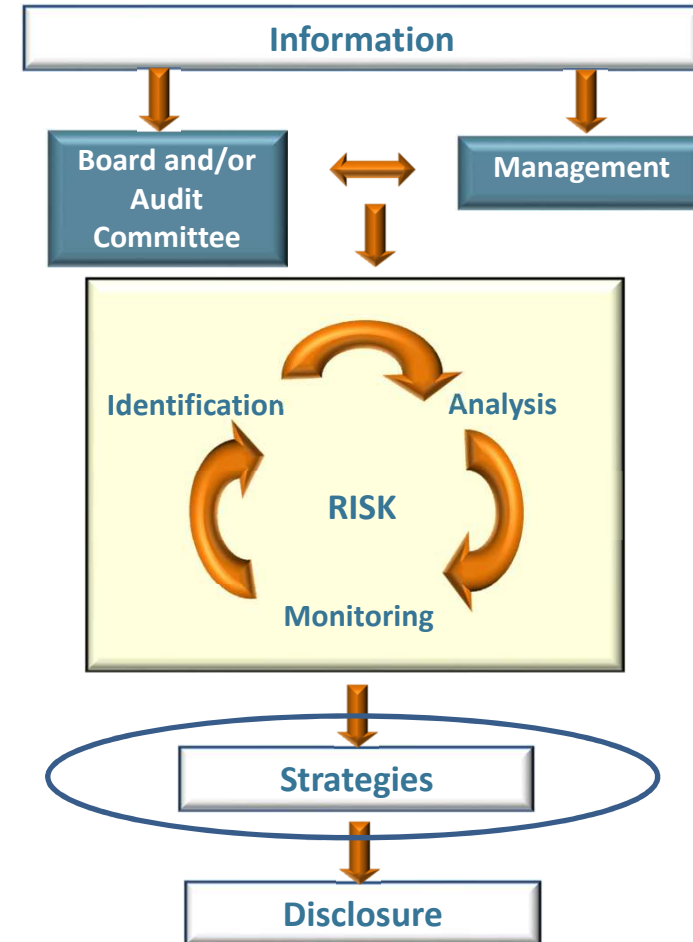 Information
Board and/or
Audit
Committee
Management
Identification
Analysis
RISK
Monitoring
Strategies
Disclosure